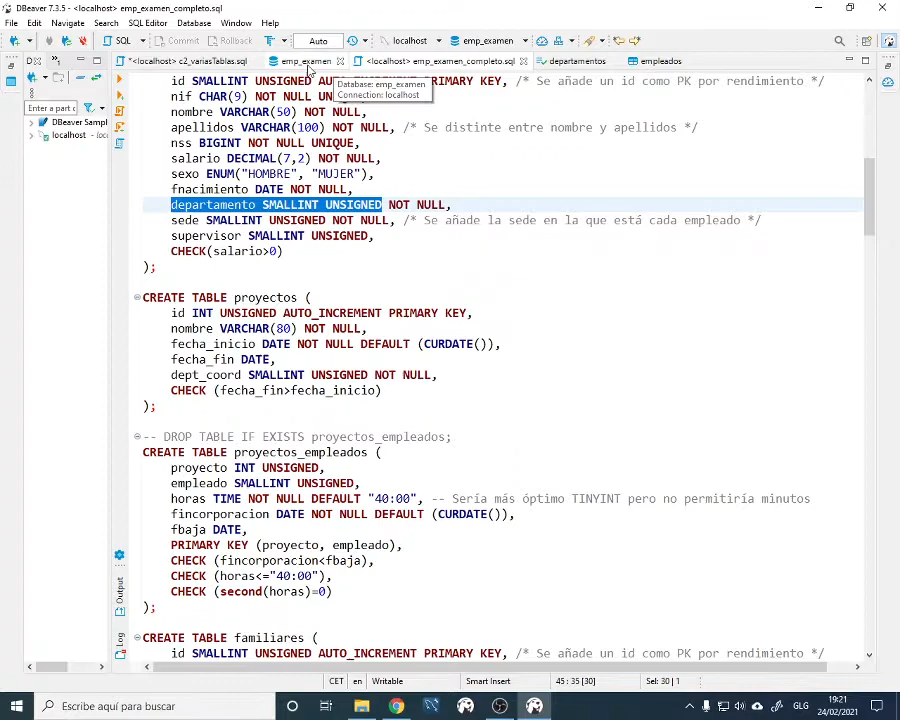 DBeaver 7.3.5 - <localhost> emp_examen_completo.sql
File Edit Navigate Search SQL Editor Database Window Help
SQL Commit Rollback T Auto localhost emp_examen
D *<localhost> c2_variasTablas.sql emp_examen <localhost> emp_examen_completo.sql departamentos empleados
Database: emp_examen
Connection: localhost
Enter a part o
DBeaver Sampl
localhost - loc
id SMALLINT UNSIGNED AUTO_INCREMENT PRIMARY KEY, /* Se añade un id como PK por rendimiento */
nif CHAR(9) NOT NULL UN
nombre VARCHAR(50) NOT NULL,
apellidos VARCHAR(100) NOT NULL, /* Se distinte entre nombre y apellidos */
nss BIGINT NOT NULL UNIQUE,
salario DECIMAL(7,2) NOT NULL,
sexo ENUM("HOMBRE", "MUJER"),
fnacimiento DATE NOT NULL,
departamento SMALLINT UNSIGNED NOT NULL,
sede SMALLINT UNSIGNED NOT NULL, /* Se añade la sede en la que está cada empleado */
supervisor SMALLINT UNSIGNED,
CHECK(salario>0)
);
CREATE TABLE proyectos (
id INT UNSIGNED AUTO_INCREMENT PRIMARY KEY,
nombre VARCHAR(80) NOT NULL,
fecha_inicio DATE NOT NULL DEFAULT (CURDATE()),
fecha_fin DATE,
dept_coord SMALLINT UNSIGNED NOT NULL,
CHECK (fecha_fin>fecha_inicio)
);
-- DROP TABLE IF EXISTS proyectos_empleados;
CREATE TABLE proyectos_empleados (
proyecto INT UNSIGNED,
empleado SMALLINT UNSIGNED,
horas TIME NOT NULL DEFAULT "40:00", -- Sería más óptimo TINYINT pero no permitiría minutos
fincorporacion DATE NOT NULL DEFAULT (CURDATE()),
fbaja DATE,
PRIMARY KEY (proyecto, empleado),
CHECK (fincorporacion<fbaja),
CHECK (horas<="40:00"),
CHECK (second(horas)=0)
);
CREATE TABLE familiares (
id SMALLINT UNSIGNED AUTO_INCREMENT PRIMARY KEY, /* Se añade un id como PK por rendimiento */
Output
Log
CET en Writable Smart Insert 45 : 35 [30] Sel: 30 | 1
Escribe aquí para buscar
GLG
19:21
24/02/2021